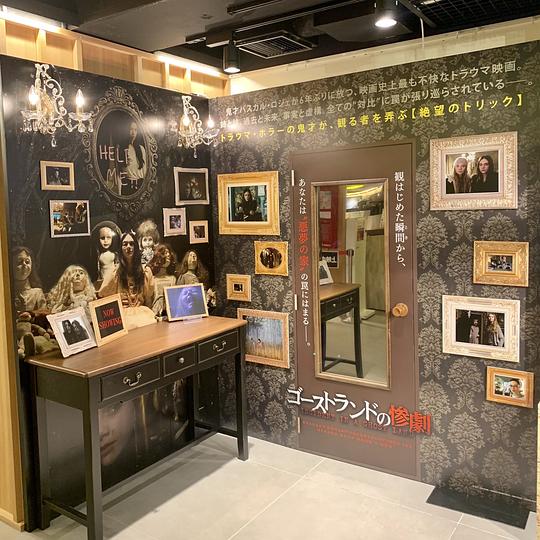 鬼才パスカル・ロジェが6年ぶりに放つ、映画史上最も不快なトラウマ映画。
過去と未来、事実と虚構、全ての"対比"に罠が張り巡らされている――。
トラウマ・ホラーの鬼才が、観る者を弄ぶ【絶望のトリック】
HELP
ME!!
観はじめた瞬間から、
あなたは"悪夢の家"の罠にはまる――。
NOW
SHOWING
ゴーストランドの惨劇
INCIDENT IN A GHOST LAND